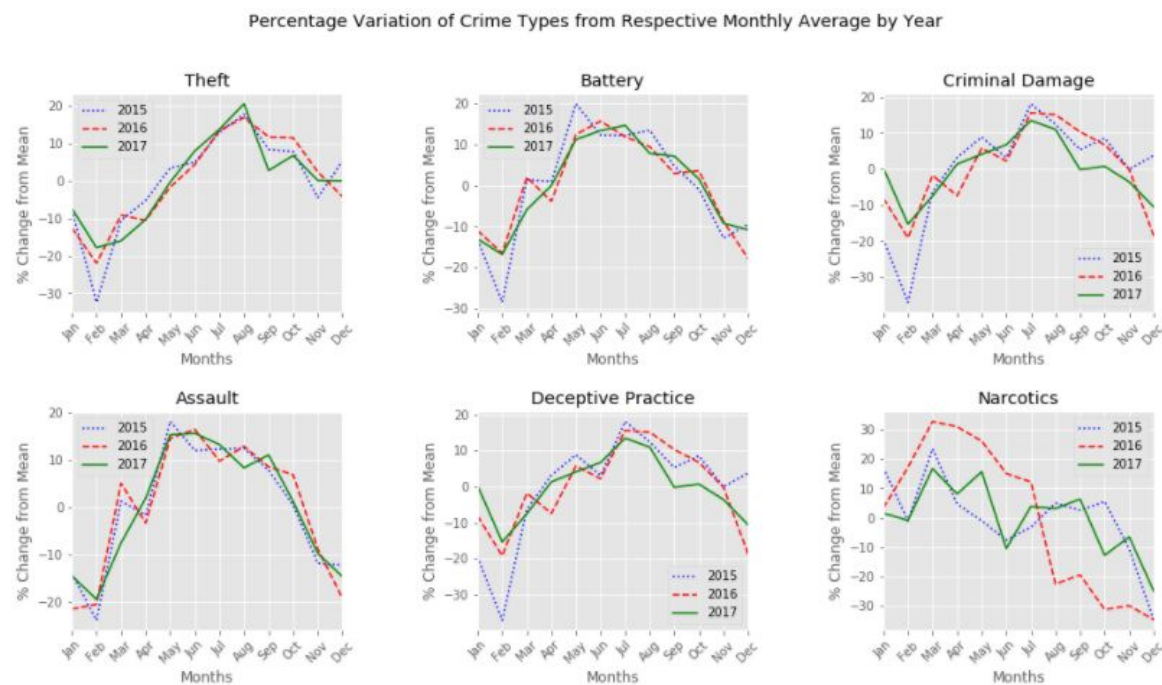 Percentage Variation of Crime Types from Respective Monthly Average by Year
Theft
% Change from Mean
20
10
0
−10
−20
−30
2015
2016
2017
Jan Feb Mar Apr May Jun Jul Aug Sep Oct Nov Dec
Months
Battery
% Change from Mean
20
10
0
−10
−20
−30
2015
2016
2017
Jan Feb Mar Apr May Jun Jul Aug Sep Oct Nov Dec
Months
Criminal Damage
% Change from Mean
20
10
0
−10
−20
−30
2015
2016
2017
Jan Feb Mar Apr May Jun Jul Aug Sep Oct Nov Dec
Months
Assault
% Change from Mean
20
10
0
−10
−20
2015
2016
2017
Jan Feb Mar Apr May Jun Jul Aug Sep Oct Nov Dec
Months
Deceptive Practice
% Change from Mean
20
10
0
−10
−20
−30
2015
2016
2017
Jan Feb Mar Apr May Jun Jul Aug Sep Oct Nov Dec
Months
Narcotics
% Change from Mean
30
20
10
0
−10
−20
−30
2015
2016
2017
Jan Feb Mar Apr May Jun Jul Aug Sep Oct Nov Dec
Months